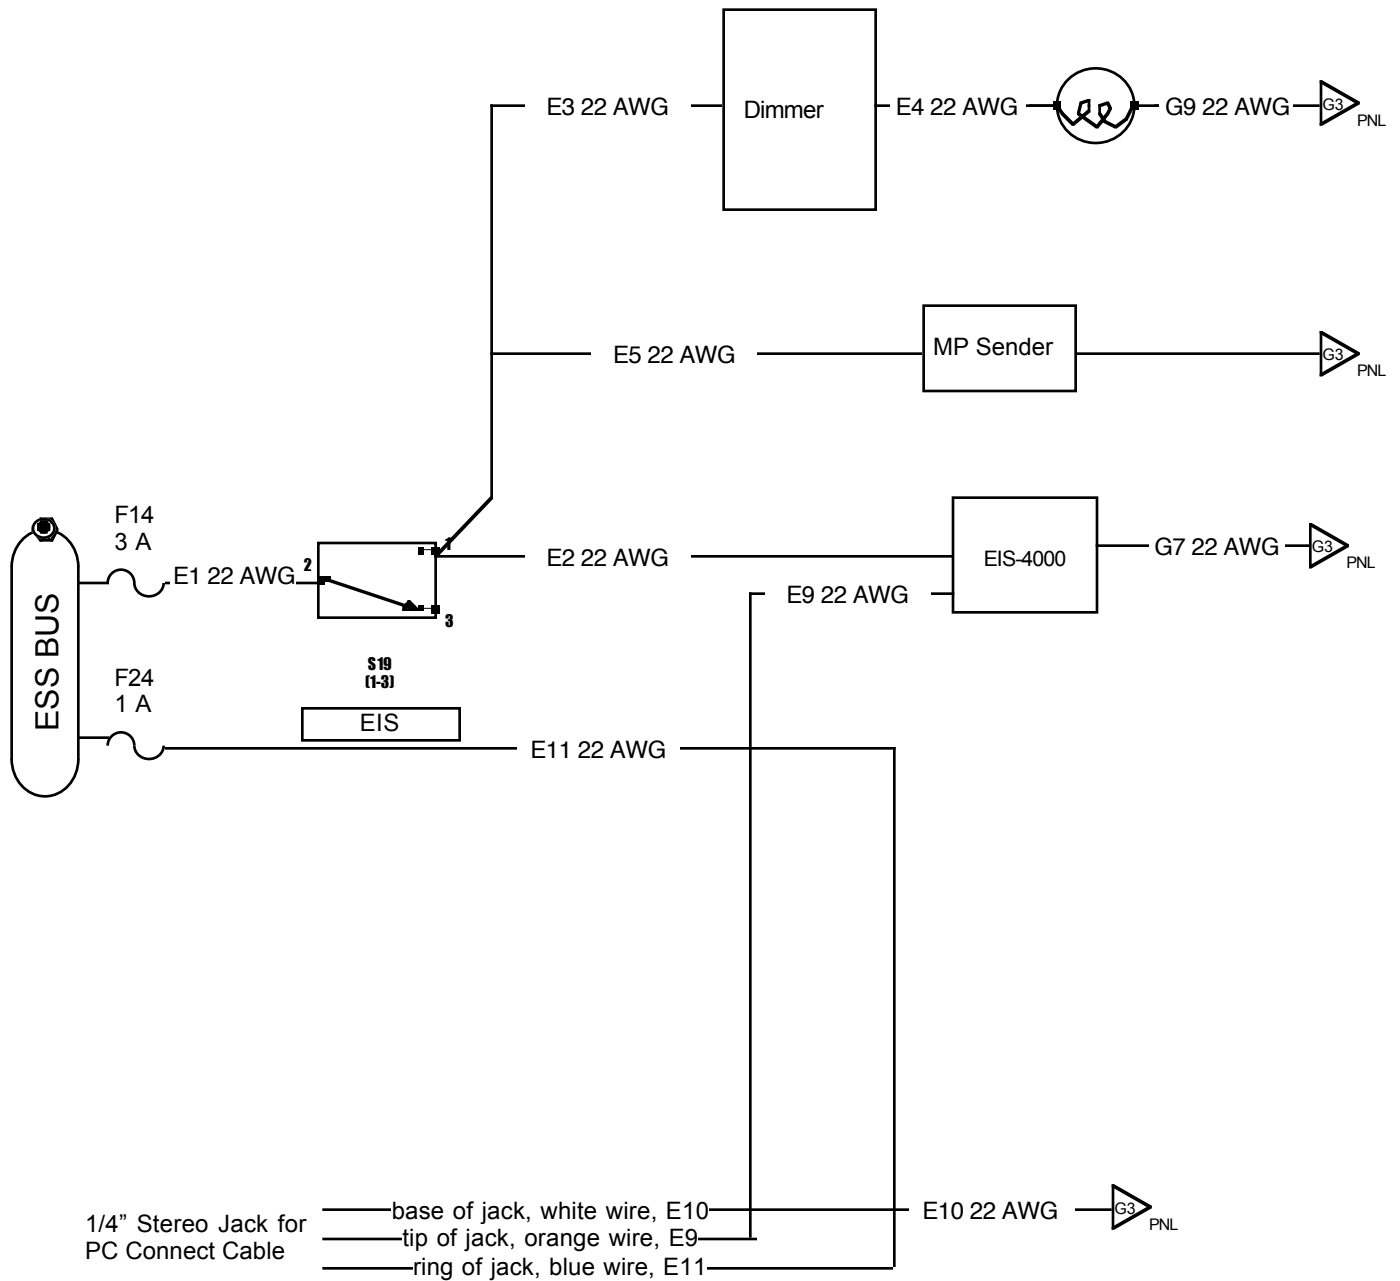 E3 22 AWG
Dimmer
E4 22 AWG
G9 22 AWG
G3
PNL
E5 22 AWG
MP Sender
G3
PNL
F14
3 A
E1 22 AWG
2
1
3
E2 22 AWG
EIS-4000
G7 22 AWG
G3
PNL
E9 22 AWG
ESS BUS
S19
(1-3)
EIS
F24
1 A
E11 22 AWG
1/4” Stereo Jack for
PC Connect Cable
base of jack, white wire, E10
tip of jack, orange wire, E9
ring of jack, blue wire, E11
E10 22 AWG
G3
PNL